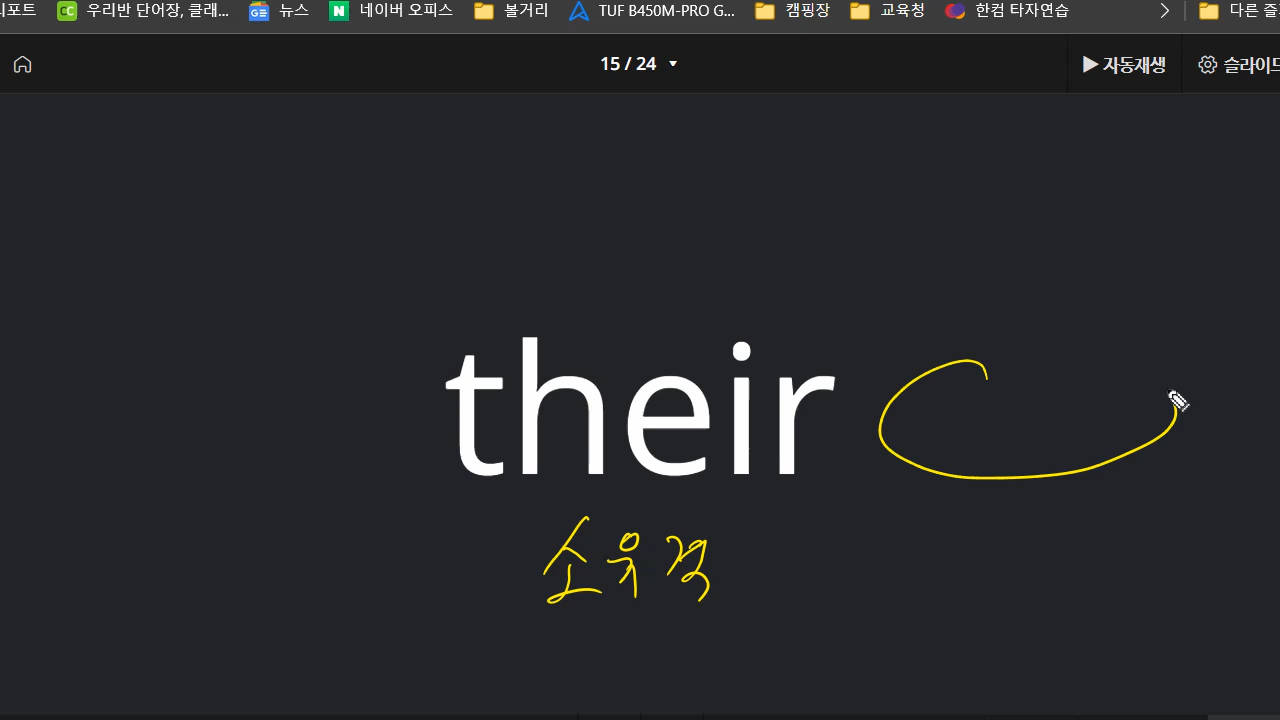 리포트 우리반 단어장, 클래... 뉴스 네이버 오피스 볼거리 TUF B450M-PRO G... 캠핑장 교육청 한컴 타자연습 다른 즐
15 / 24 자동재생 슬라이드
their
소유격